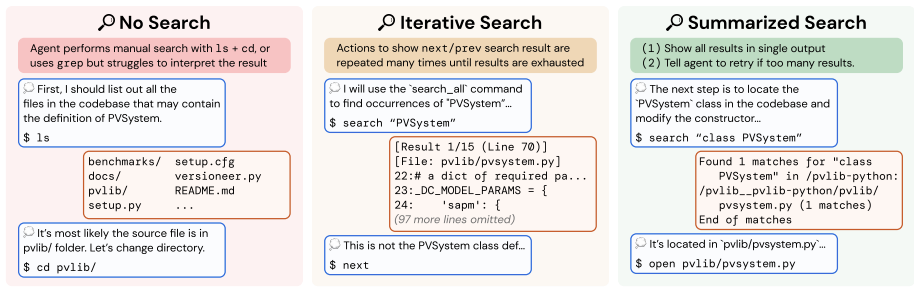 No Search
Agent performs manual search with ls + cd, or
uses grep but struggles to interpret the result
First, I should list out all the
files in the codebase that may contain
the definition of PVSystem.
$ ls
benchmarks/ setup.cfg
docs/ versioneer.py
pvlib/ README.md
setup.py ...
It's most likely the source file is in
pvlib/ folder. Let's change directory.
$ cd pvlib/
Iterative Search
Actions to show next/prev search result are
repeated many times until results are exhausted
I will use the `search_all` command
to find occurrences of "PVSystem"...
$ search "PVSystem"
[Result 1/15 (Line 70)]
[File: pvlib/pvsystem.py]
22:# a dict of required pa...
23:_DC_MODEL_PARAMS = {
24: 'sapm': {
(97 more lines omitted)
This is not the PVSystem class def...
$ next
Summarized Search
(1) Show all results in single output
(2) Tell agent to retry if too many results.
The next step is to locate the
`PVSystem` class in the codebase and
modify the constructor...
$ search "class PVSystem"
Found 1 matches for "class
PVSystem" in /pvlib-python:
/pvlib__pvlib-python/pvlib/
pvsystem.py (1 matches)
End of matches
It's located in `pvlib/pvsystem.py`...
$ open pvlib/pvsystem.py